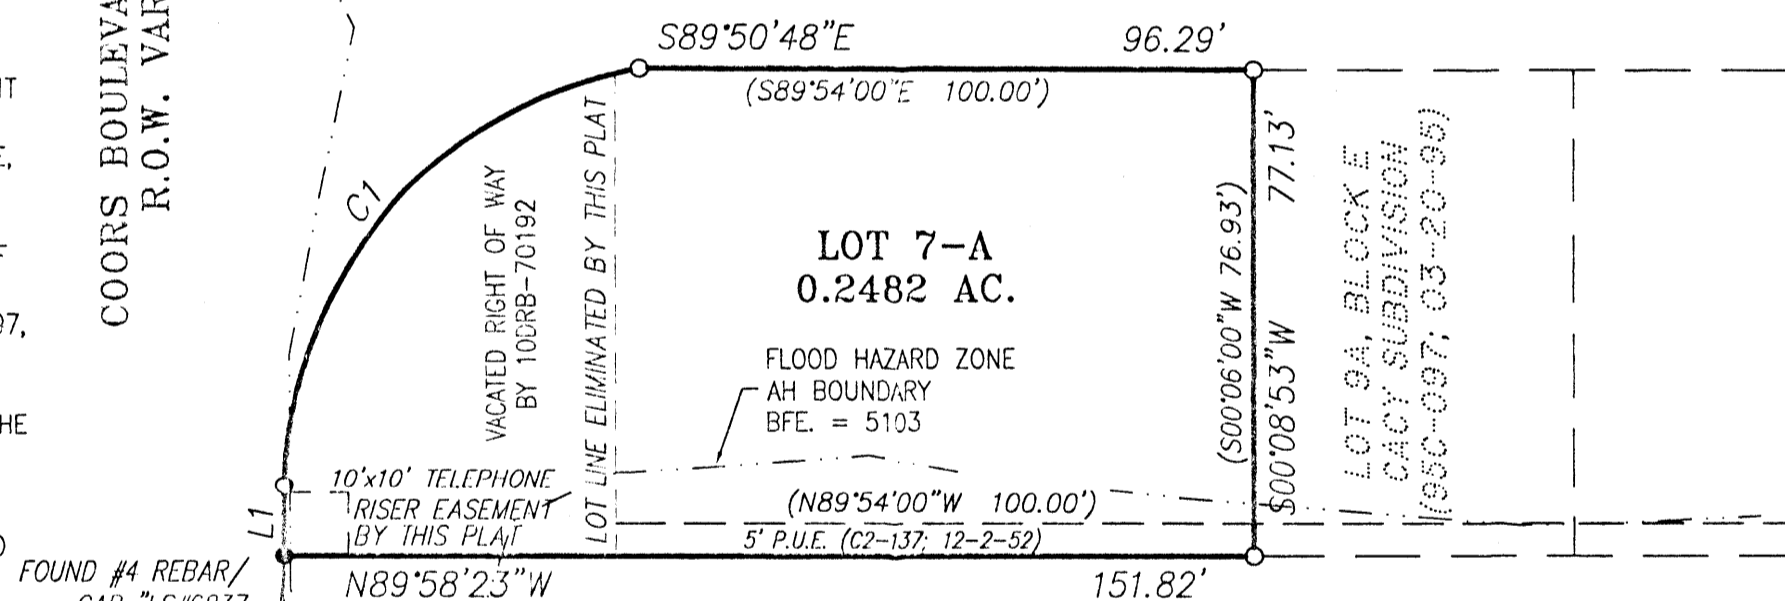 COORS BOULEVA
R.O.W. VAR
S89°50'48"E 96.29'
(S89°54'00"E 100.00')
C1
VACATED RIGHT OF WAY
BY 10DRB-70192
LOT LINE ELIMINATED BY THIS PLAT
LOT 7-A
0.2482 AC.
FLOOD HAZARD ZONE
AH BOUNDARY
BFE. = 5103
(S00°06'00"W 76.93')
S00°08'53"W 77.13'
LOT 9A, BLOCK E
CACY SUBDIVISION
(95C-097; 03-20-95)
10'x10' TELEPHONE
RISER EASEMENT
BY THIS PLAT
L1
(N89°54'00"W 100.00')
5' P.U.E. (C2-137; 12-2-52)
N89°58'23"W 151.82'
FOUND #4 REBAR/
97,
HE